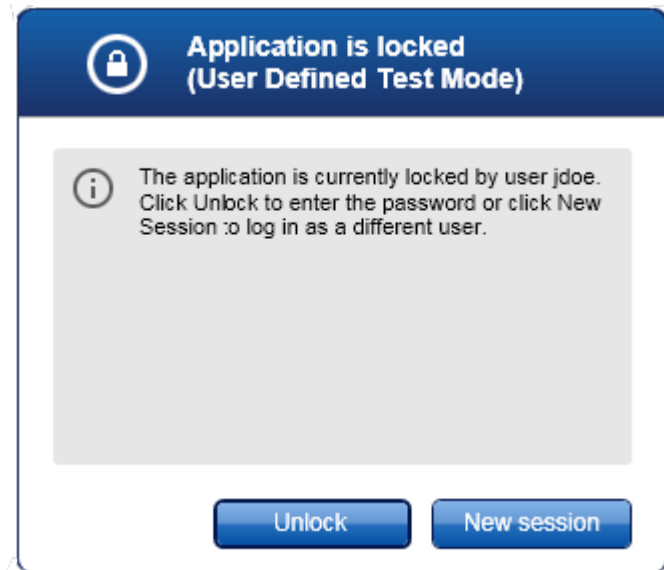 Application is locked
(User Defined Test Mode)
The application is currently locked by user jdoe.
Click Unlock to enter the password or click New
Session to log in as a different user.
Unlock
New session